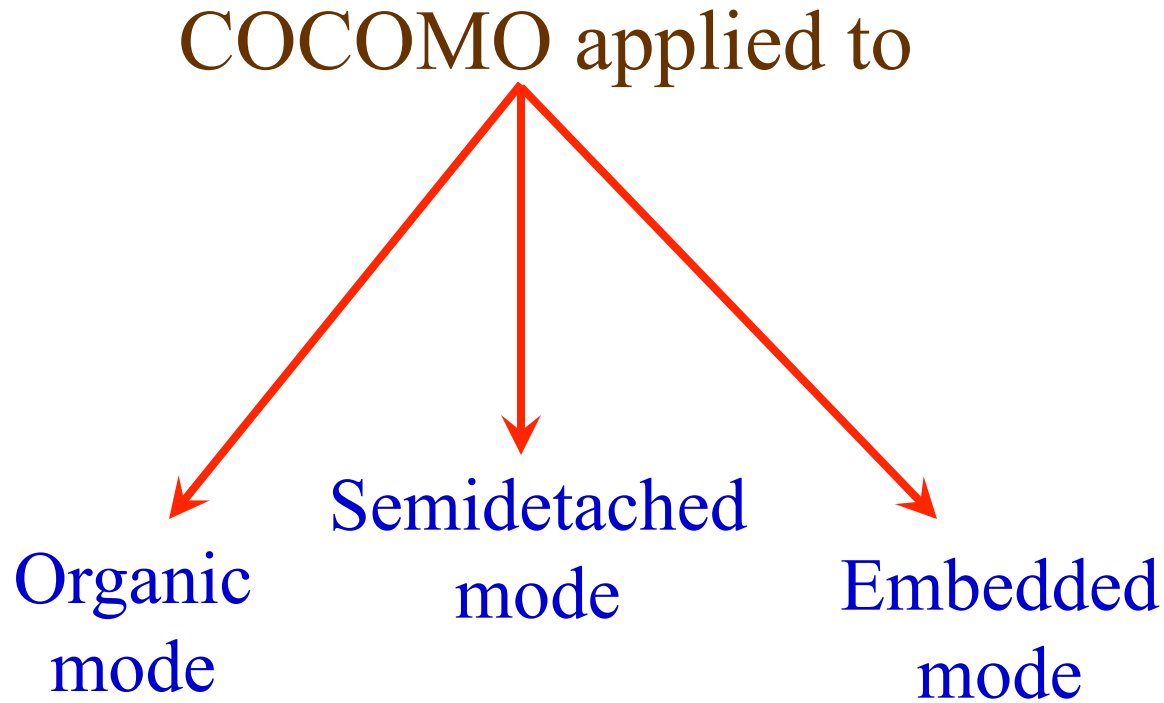 COCOMO applied to
Organic
mode
Semidetached
mode
Embedded
mode